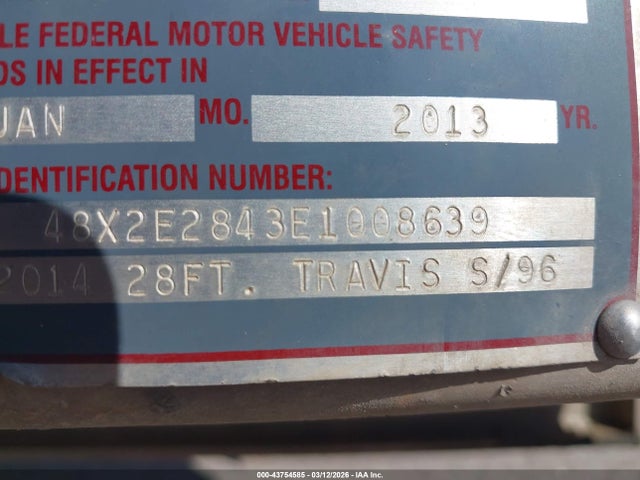 LE FEDERAL MOTOR VEHICLE SAFETY
DS IN EFFECT IN
JAN MO. 2013 YR.
DENTIFICATION NUMBER:
48X2E2843E1008639
2014 28FT. TRAVIS S/96
000-43754585 | 03/12/2026 | IAA Inc.